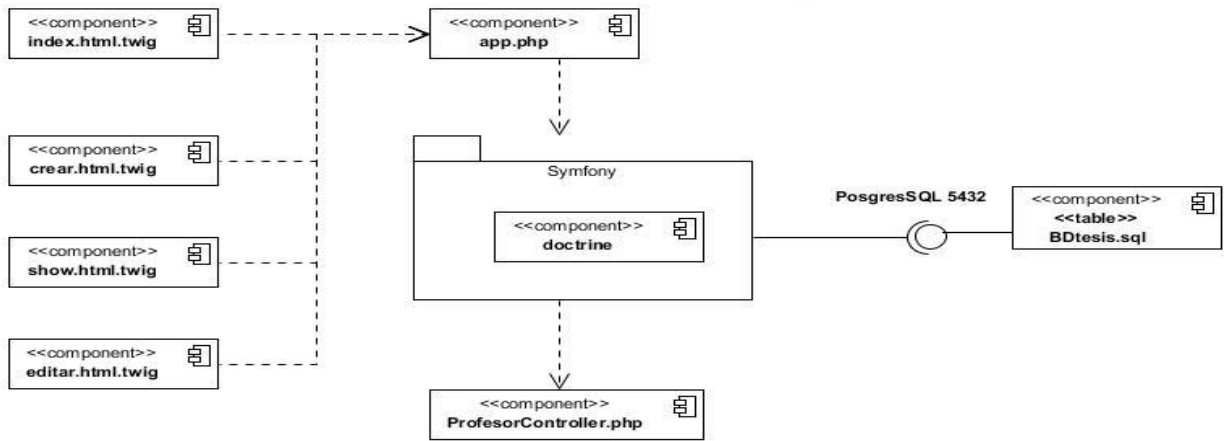 <<component>>
index.html.twig
<<component>>
app.php
<<component>>
crear.html.twig
Symfony
<<component>>
doctrine
PosgresSQL 5432
<<component>>
<<table>>
BDtesis.sql
<<component>>
show.html.twig
<<component>>
editar.html.twig
<<component>>
ProfesorController.php